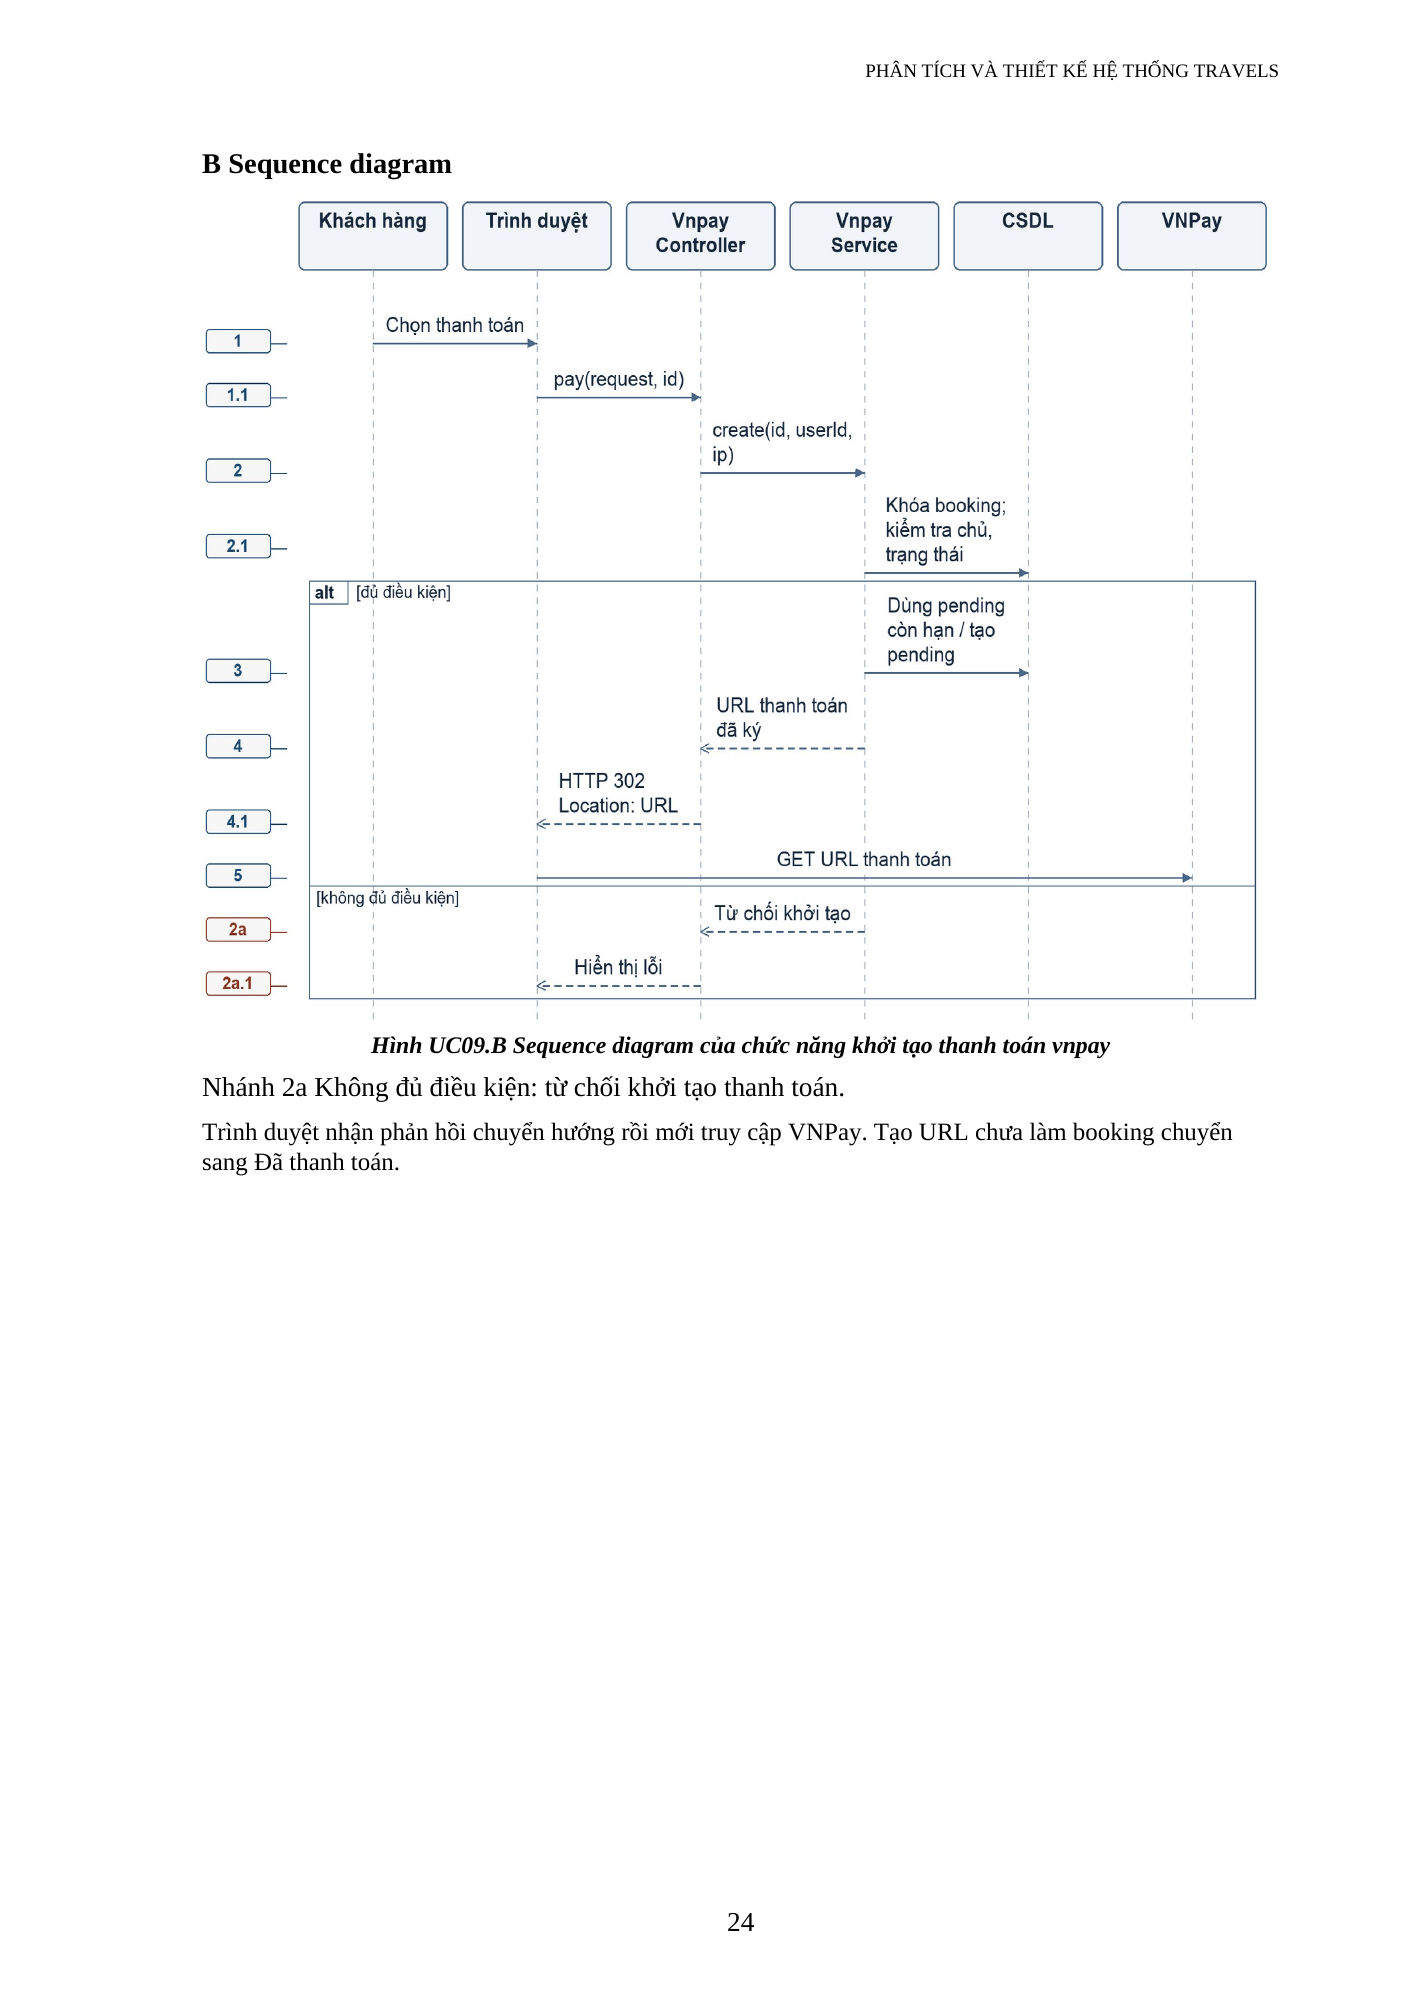 PHÂN TÍCH VÀ THIẾT KẾ HỆ THỐNG TRAVELS
B Sequence diagram
Khách hàng
Trình duyệt
Vnpay
Controller
Vnpay
Service
CSDL
VNPay
1
Chọn thanh toán
1.1
pay(request, id)
2
create(id, userId,
ip)
2.1
Khóa booking;
kiểm tra chủ,
trạng thái
alt
[đủ điều kiện]
3
Dùng pending
còn hạn / tạo
pending
4
URL thanh toán
đã ký
4.1
HTTP 302
Location: URL
5
GET URL thanh toán
[không đủ điều kiện]
2a
Từ chối khởi tạo
2a.1
Hiển thị lỗi
Hình UC09.B Sequence diagram của chức năng khởi tạo thanh toán vnpay
Nhánh 2a Không đủ điều kiện: từ chối khởi tạo thanh toán.
Trình duyệt nhận phản hồi chuyển hướng rồi mới truy cập VNPay. Tạo URL chưa làm booking chuyển
sang Đã thanh toán.
24